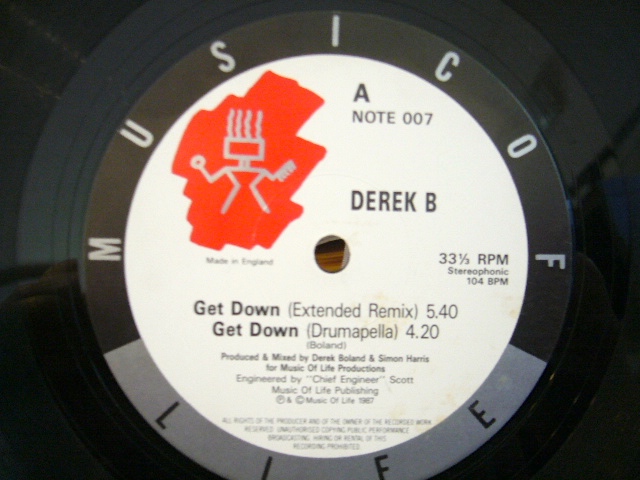 MUSIC OF LIFE
A
NOTE 007
DEREK B
Made in England
33⅓ RPM
Stereophonic
104 BPM
Get Down (Extended Remix) 5.40
Get Down (Drumapella) 4.20
(Boland)
Produced & Mixed by Derek Boland & Simon Harris
for Music Of Life Productions
Engineered by "Chief Engineer" Scott
Music Of Life Publishing
℗ & © Music Of Life 1987
ALL RIGHTS OF THE PRODUCER AND OF THE OWNER OF THE RECORDED WORK
RESERVED. UNAUTHORISED COPYING PUBLIC PERFORMANCE
BROADCASTING HIRING OR RENTAL OF THIS
RECORDING PROHIBITED